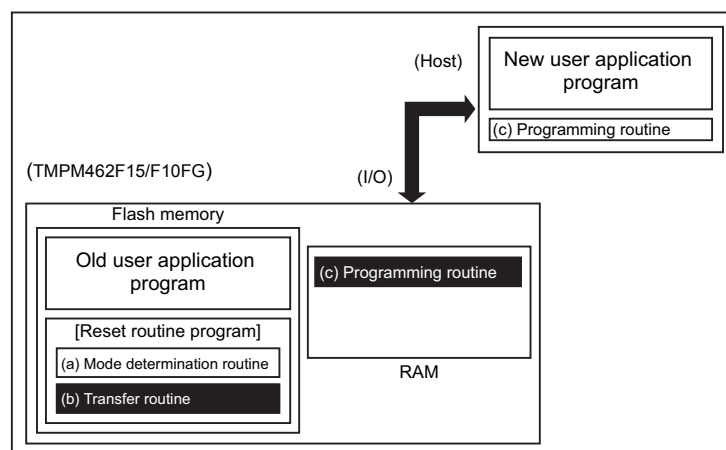 (Host)
New user application
program
(c) Programming routine
(TMPM462F15/F10FG)
(I/O)
Flash memory
Old user application
program
[Reset routine program]
(a) Mode determination routine
(b) Transfer routine
(c) Programming routine
RAM